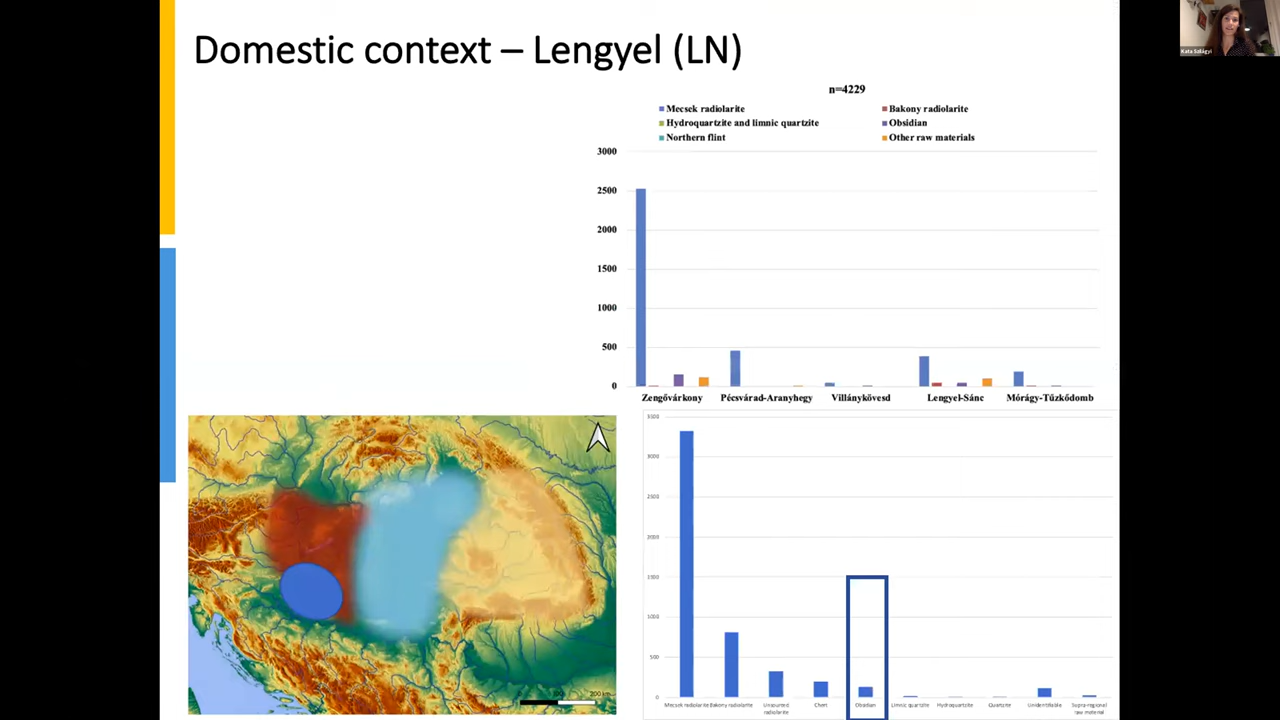 Domestic context – Lengyel (LN)
Kata Szilágyi
n=4229
Mecsek radiolarite
Bakony radiolarite
Hydroquartzite and limnic quartzite
Obsidian
Northern flint
Other raw materials
3000
2500
2000
1500
1000
500
0
Zengővárkony
Pécsvárad-Aranyhegy
Villánykövesd
Lengyel-Sánc
Mórágy-Tűzkődomb
3500
3000
2500
2000
1500
1000
500
0
Mecsek radiolarite
Bakony radiolarite
Unsourced
radiolarite
Chert
Obsidian
Limnic quartzite
Hydroquartzite
Quartzite
Unidentifiable
Supra-regional
raw material
200 km